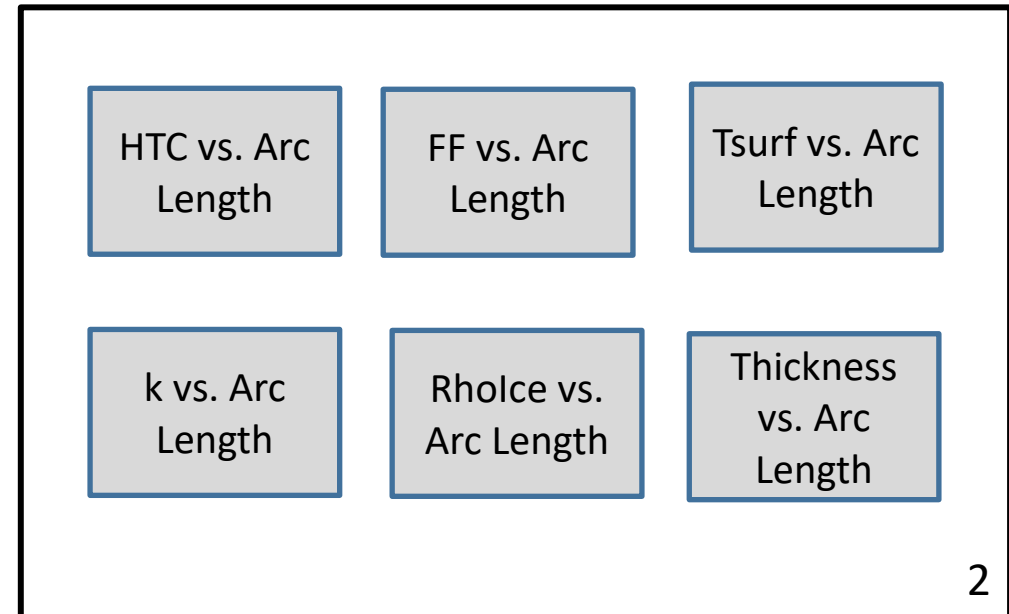 HTC vs. Arc
Length
FF vs. Arc
Length
Tsurf vs. Arc
Length
k vs. Arc
Length
RhoIce vs.
Arc Length
Thickness
vs. Arc
Length
2